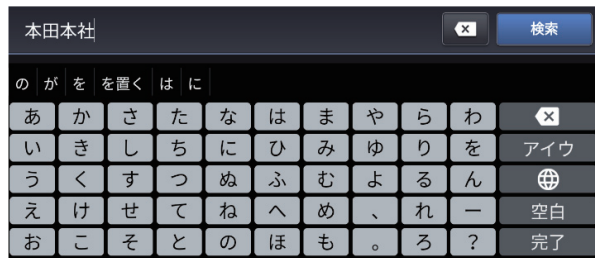 本田本社 検索
の が を を置く は に
あ か さ た な は ま や ら わ
い き し ち に ひ み ゆ り を アイウ
う く す つ ぬ ふ む よ る ん
え け せ て ね へ め 、 れ ー 空白
お こ そ と の ほ も 。 ろ ? 完了